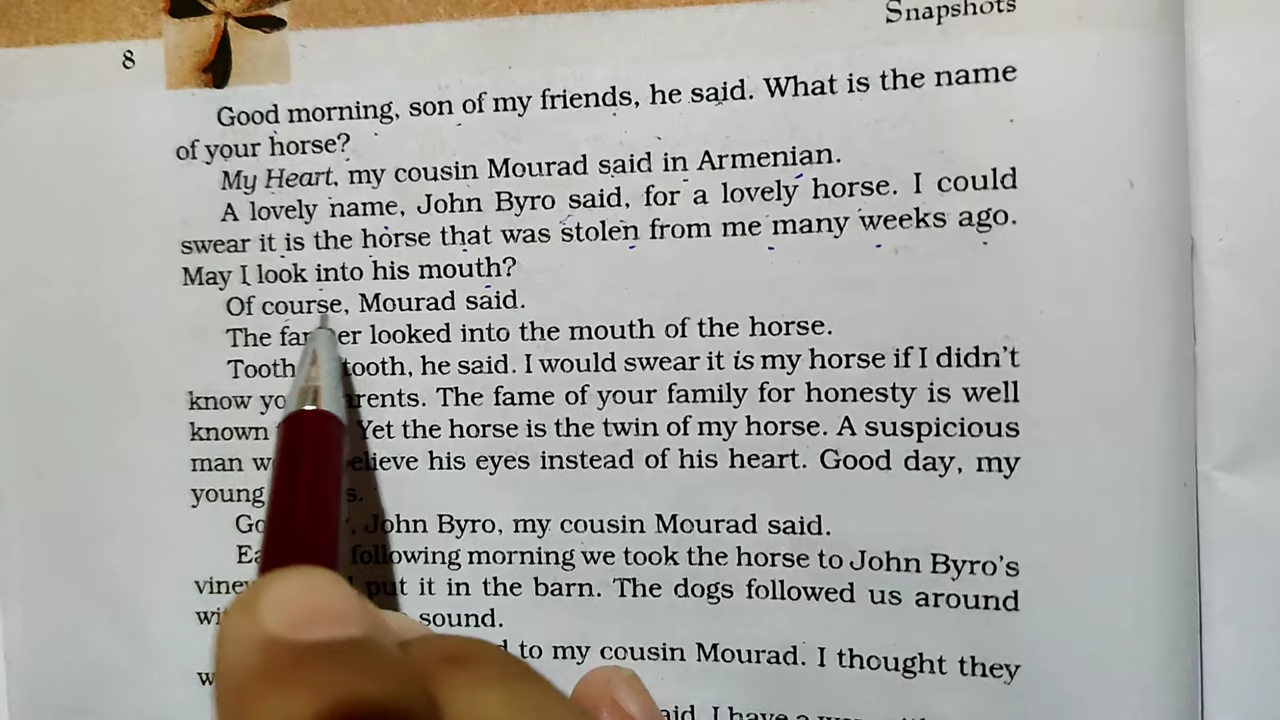 Snapshots
8
Good morning, son of my friends, he said. What is the name
of your horse?
My Heart, my cousin Mourad said in Armenian.
A lovely name, John Byro said, for a lovely horse. I could
swear it is the horse that was stolen from me many weeks ago.
May I look into his mouth?
Of course, Mourad said.
The farmer looked into the mouth of the horse.
Tooth tooth, he said. I would swear it is my horse if I didn't
know The fame of your family for honesty is well
known Yet the horse is the twin of my horse. A suspicious
man his eyes instead of his heart. Good day, my
young
John Byro, my cousin Mourad said.
following morning we took the horse to John Byro's
put it in the barn. The dogs followed us around
sound.
to my cousin Mourad. I thought they
I have a